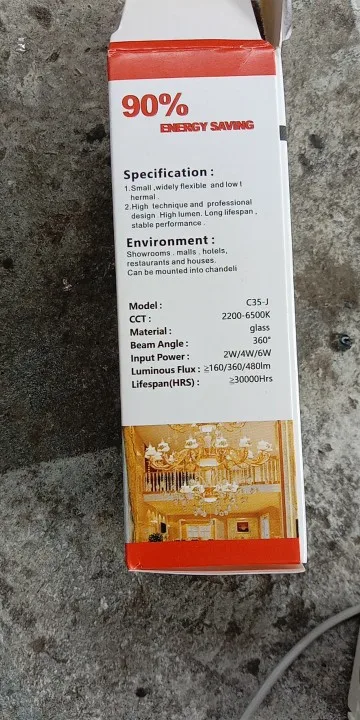 90%
ENERGY SAVING
Specification :
1.Small ,widely flexible and low t
hermal .
2.High technique and professional
design High lumen. Long lifespan ,
stable performance .
Environment :
Showrooms . malls , hotels,
restaurants and houses.
Can be mounted into chandeli
Model : C35-J
CCT : 2200-6500K
Material : glass
Beam Angle : 360°
Input Power : 2W/4W/6W
Luminous Flux : ≥160/360/480lm
Lifespan(HRS) : ≥30000Hrs